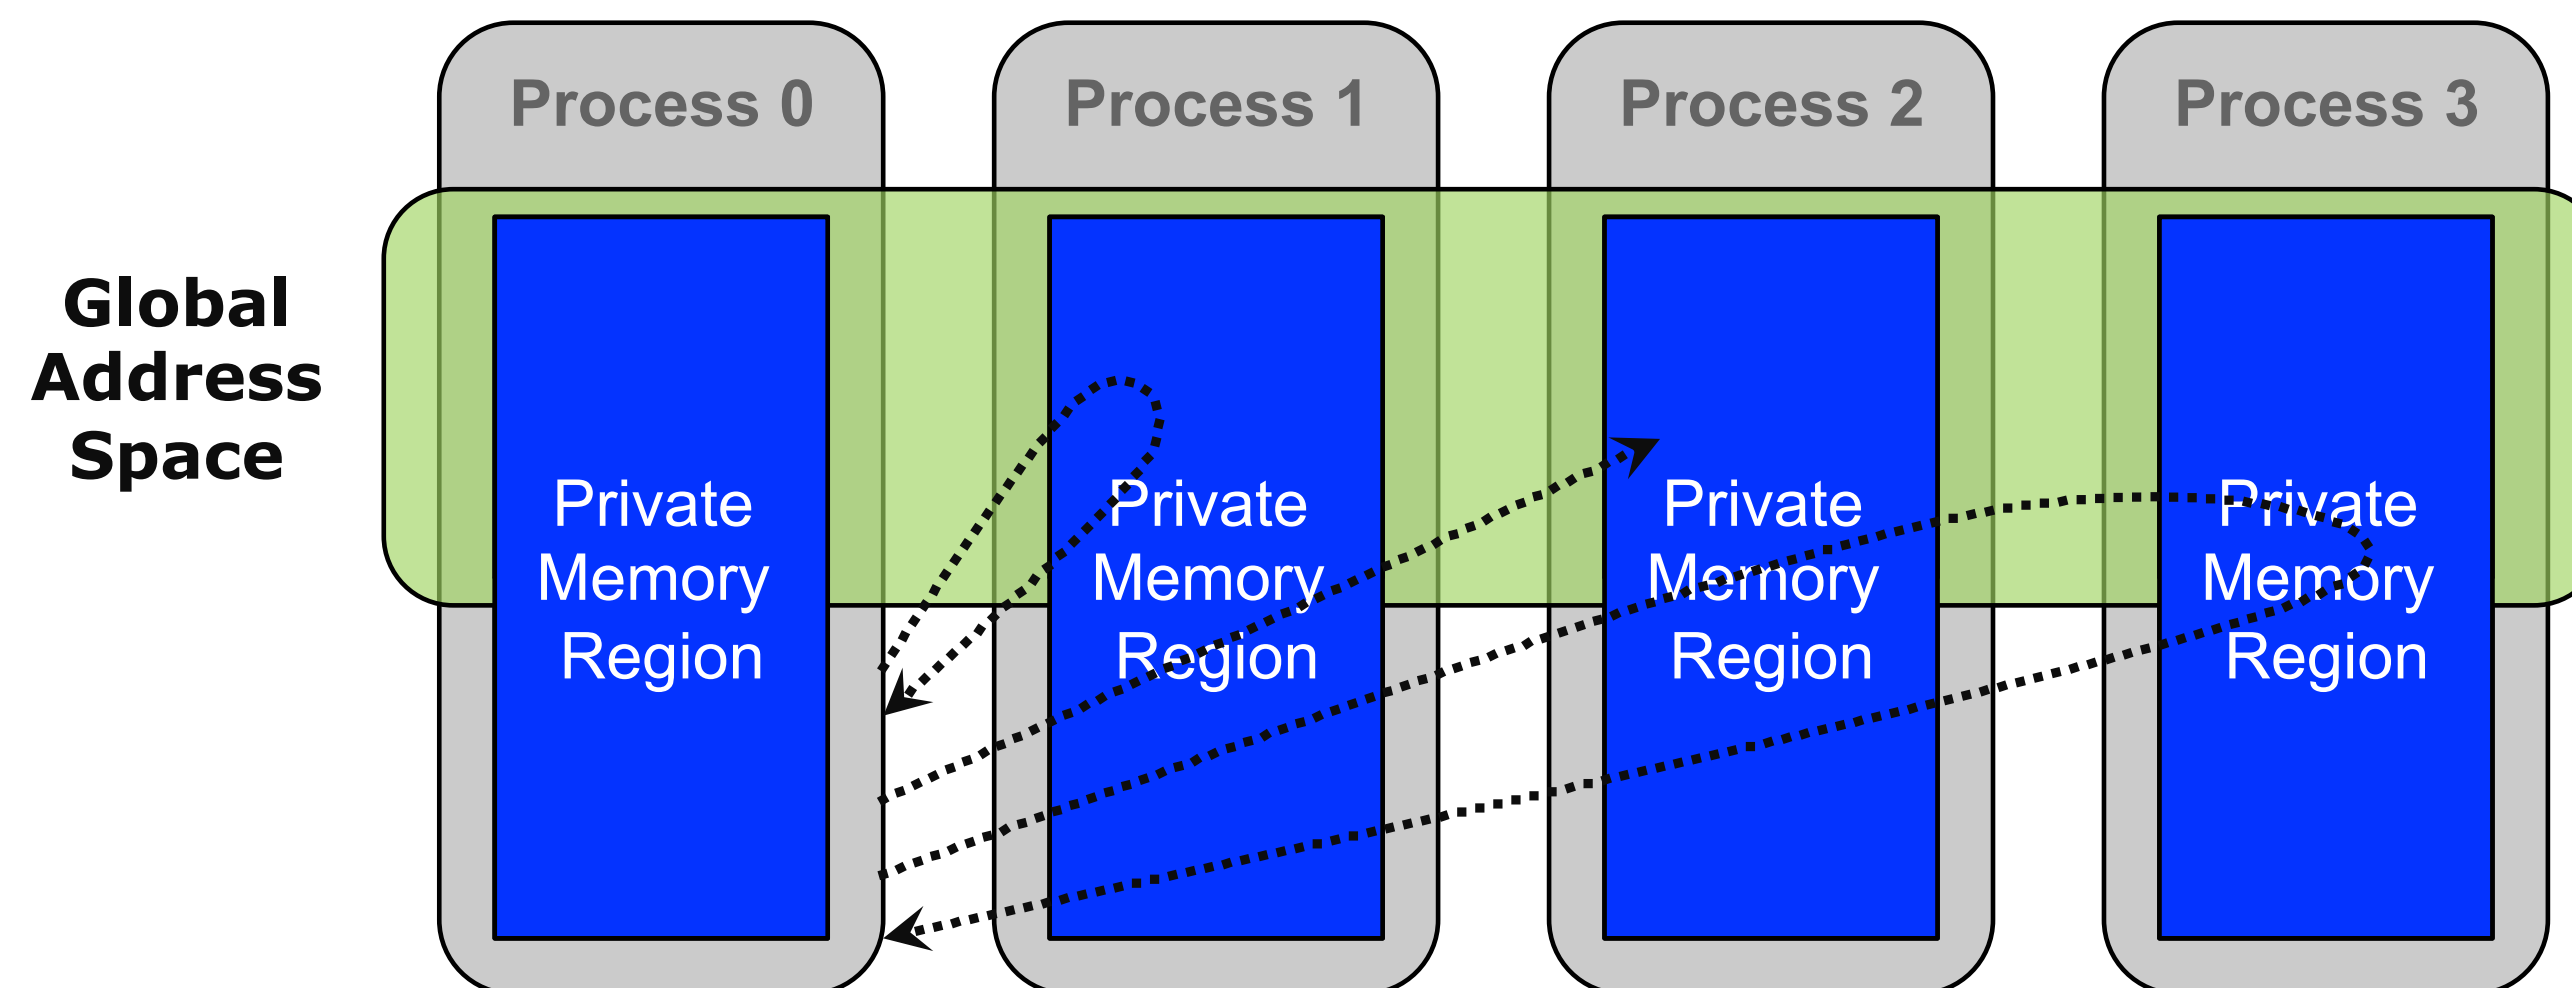 Process 0
Process 1
Process 2
Process 3
Global
Address
Space
Private
Memory
Region
Private
Memory
Region
Private
Memory
Region
Private
Memory
Region